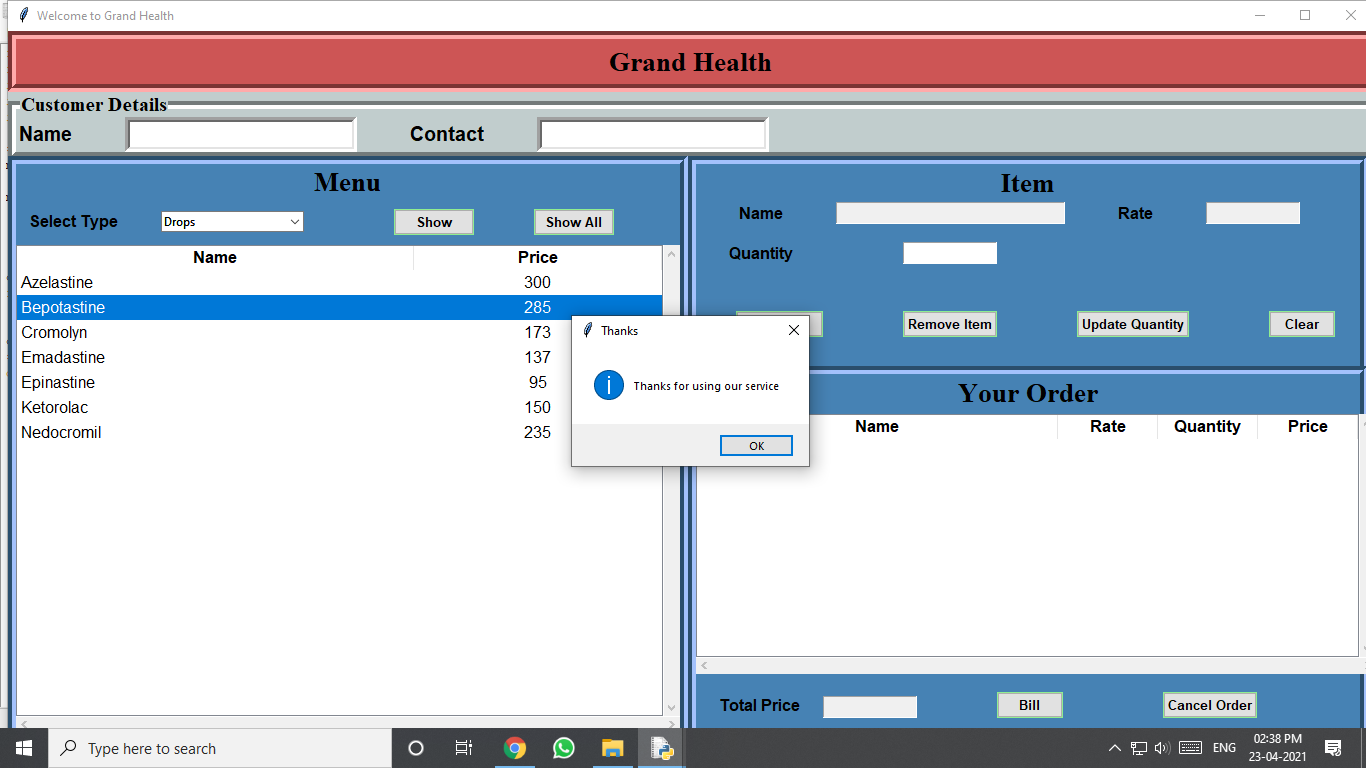 Welcome to Grand Health
Grand Health
Customer Details
Name Contact
Menu
Select Type Drops Show Show All
Name Price
Azelastine 300
Bepotastine 285
Cromolyn 173
Emadastine 137
Epinastine 95
Ketorolac 150
Nedocromil 235
Item
Name Rate
Quantity
Remove Item Update Quantity Clear
Thanks
Thanks for using our service
OK
Your Order
Name Rate Quantity Price
Total Price Bill Cancel Order
Type here to search
ENG
02:38 PM
23-04-2021